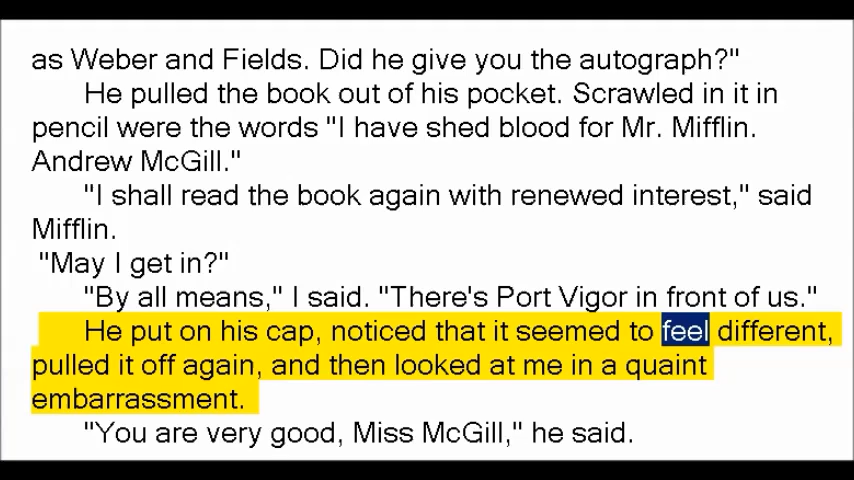 as Weber and Fields. Did he give you the autograph?"
He pulled the book out of his pocket. Scrawled in it in
pencil were the words "I have shed blood for Mr. Mifflin.
Andrew McGill."
"I shall read the book again with renewed interest," said
Mifflin.
"May I get in?"
"By all means," I said. "There's Port Vigor in front of us."
He put on his cap, noticed that it seemed to feel different,
pulled it off again, and then looked at me in a quaint
embarrassment.
"You are very good, Miss McGill," he said.